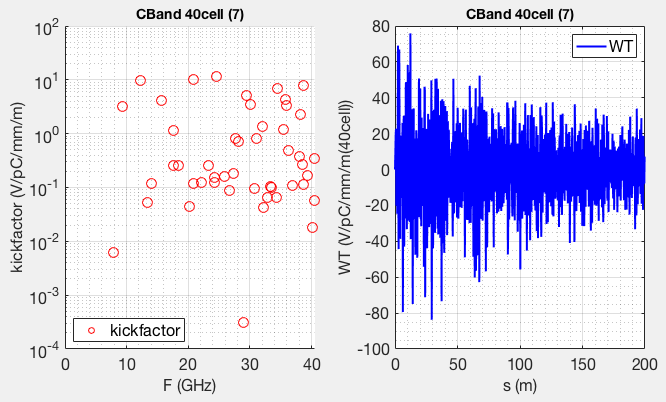 CBand 40cell (7)
kickfactor (V/pC/mm/m)
10^2
10^1
10^0
10^-1
10^-2
10^-3
10^-4
kickfactor
0 10 20 30 40
F (GHz)
CBand 40cell (7)
WT (V/pC/mm/m(40cell))
80
60
40
20
0
-20
-40
-60
-80
-100
WT
0 50 100 150 200
s (m)